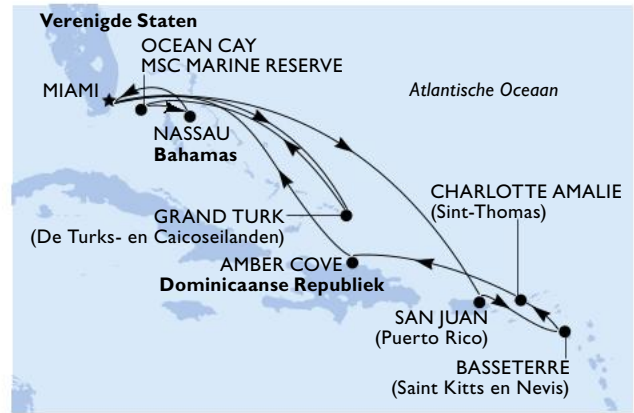 Verenigde Staten
OCEAN CAY
MSC MARINE RESERVE
MIAMI
Atlantische Oceaan
NASSAU
Bahamas
CHARLOTTE AMALIE
(Sint-Thomas)
GRAND TURK
(De Turks- en Caicoseilanden)
AMBER COVE
Dominicaanse Republiek
SAN JUAN
(Puerto Rico)
BASSETERRE
(Saint Kitts en Nevis)